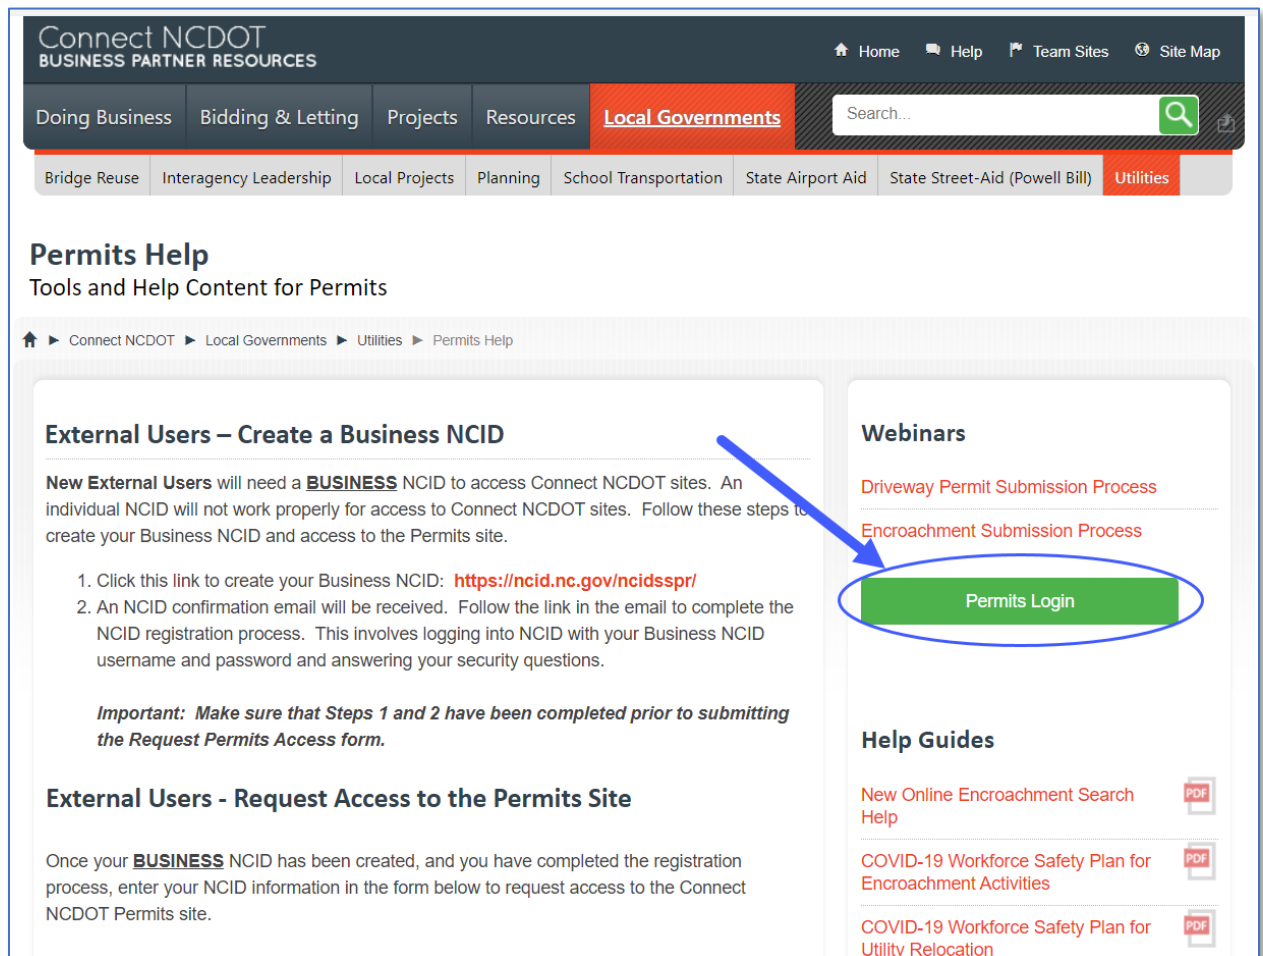 Connect NCDOT
BUSINESS PARTNER RESOURCES
Home Help Team Sites Site Map
Doing Business Bidding & Letting Projects Resources Local Governments Search...
Bridge Reuse Interagency Leadership Local Projects Planning School Transportation State Airport Aid State Street-Aid (Powell Bill) Utilities
Permits Help
Tools and Help Content for Permits
Connect NCDOT Local Governments Utilities Permits Help
External Users – Create a Business NCID
New External Users will need a BUSINESS NCID to access Connect NCDOT sites. An
individual NCID will not work properly for access to Connect NCDOT sites. Follow these steps to
create your Business NCID and access to the Permits site.
1. Click this link to create your Business NCID: https://ncid.nc.gov/ncidsspr/
2. An NCID confirmation email will be received. Follow the link in the email to complete the
NCID registration process. This involves logging into NCID with your Business NCID
username and password and answering your security questions.
Important: Make sure that Steps 1 and 2 have been completed prior to submitting
the Request Permits Access form.
External Users - Request Access to the Permits Site
Once your BUSINESS NCID has been created, and you have completed the registration
process, enter your NCID information in the form below to request access to the Connect
NCDOT Permits site.
Webinars
Driveway Permit Submission Process
Encroachment Submission Process
Permits Login
Help Guides
New Online Encroachment Search PDF
Help
COVID-19 Workforce Safety Plan for PDF
Encroachment Activities
COVID-19 Workforce Safety Plan for PDF
Utility Relocation